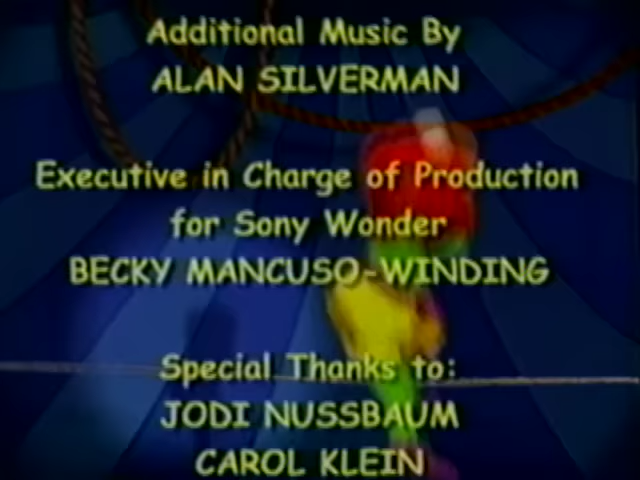 Additional Music By
ALAN SILVERMAN
Executive in Charge of Production
for Sony Wonder
BECKY MANCUSO-WINDING
Special Thanks to:
JODI NUSSBAUM
CAROL KLEIN